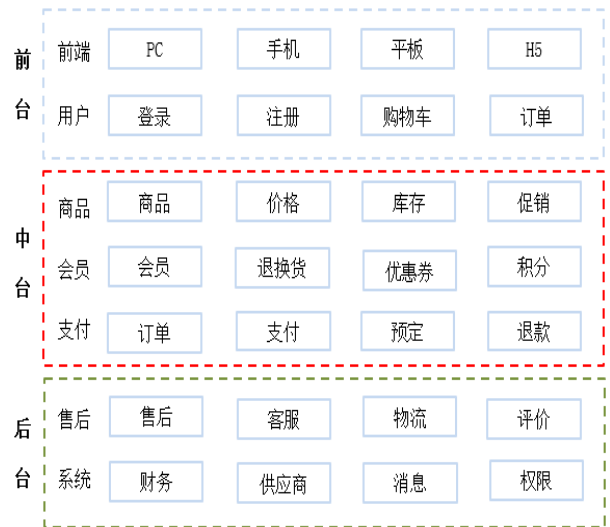 前台
前端 PC 手机 平板 H5
用户 登录 注册 购物车 订单
中台
商品 商品 价格 库存 促销
会员 会员 退换货 优惠券 积分
支付 订单 支付 预定 退款
后台
售后 售后 客服 物流 评价
系统 财务 供应商 消息 权限